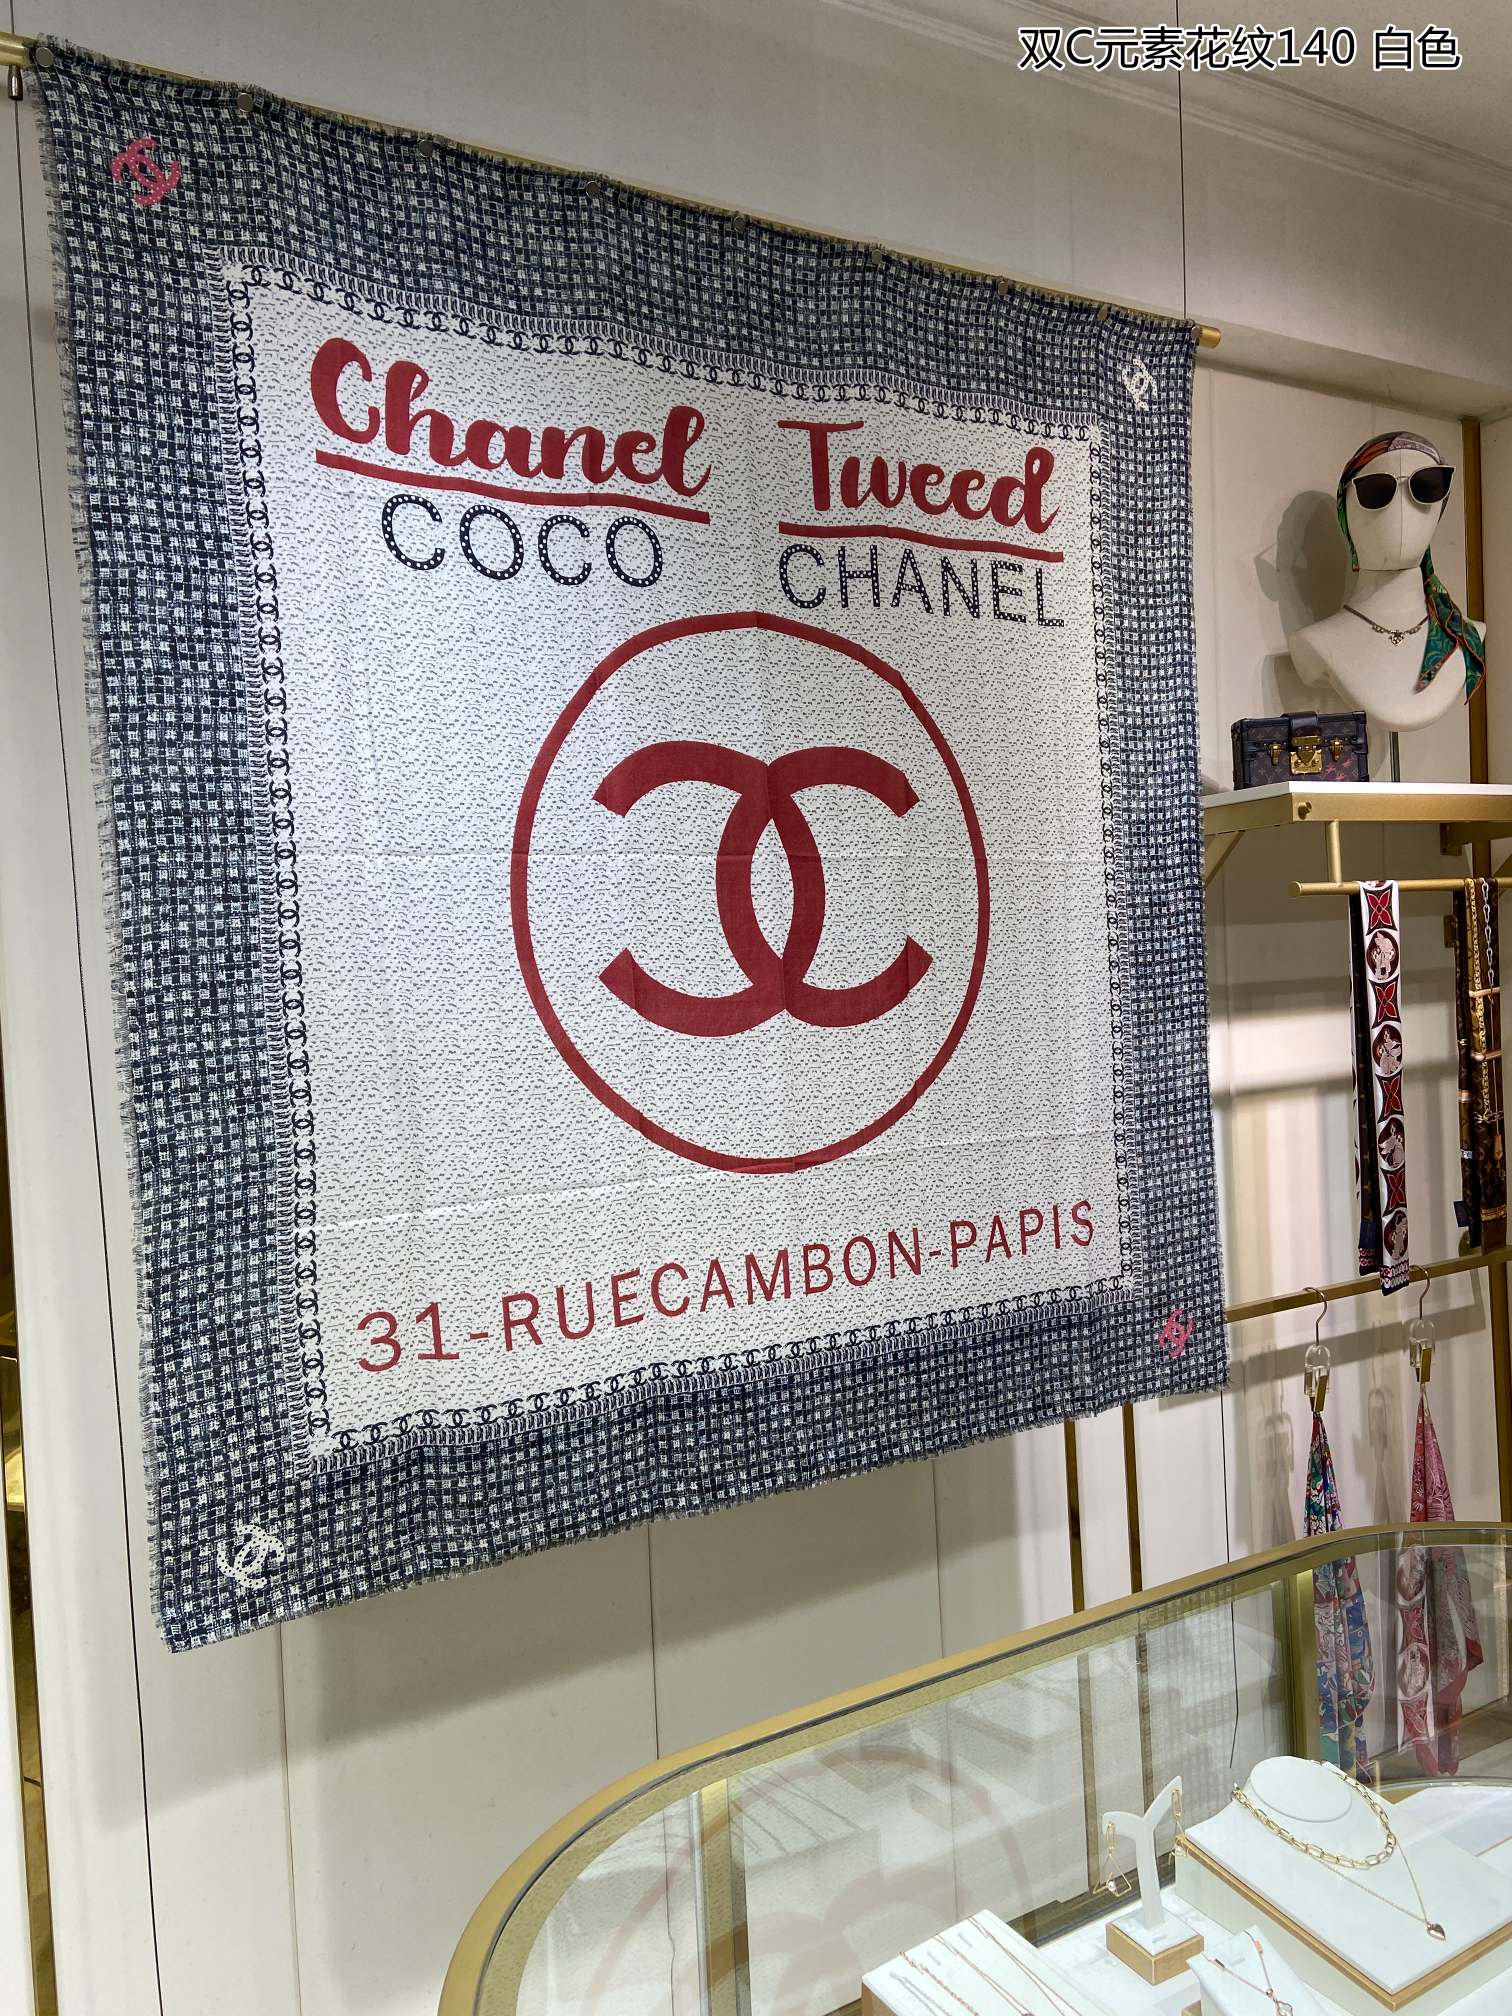 双C元素花纹140 白色
Chanel Tweed
COCO CHANEL
31-RUECAMBON-PAPIS